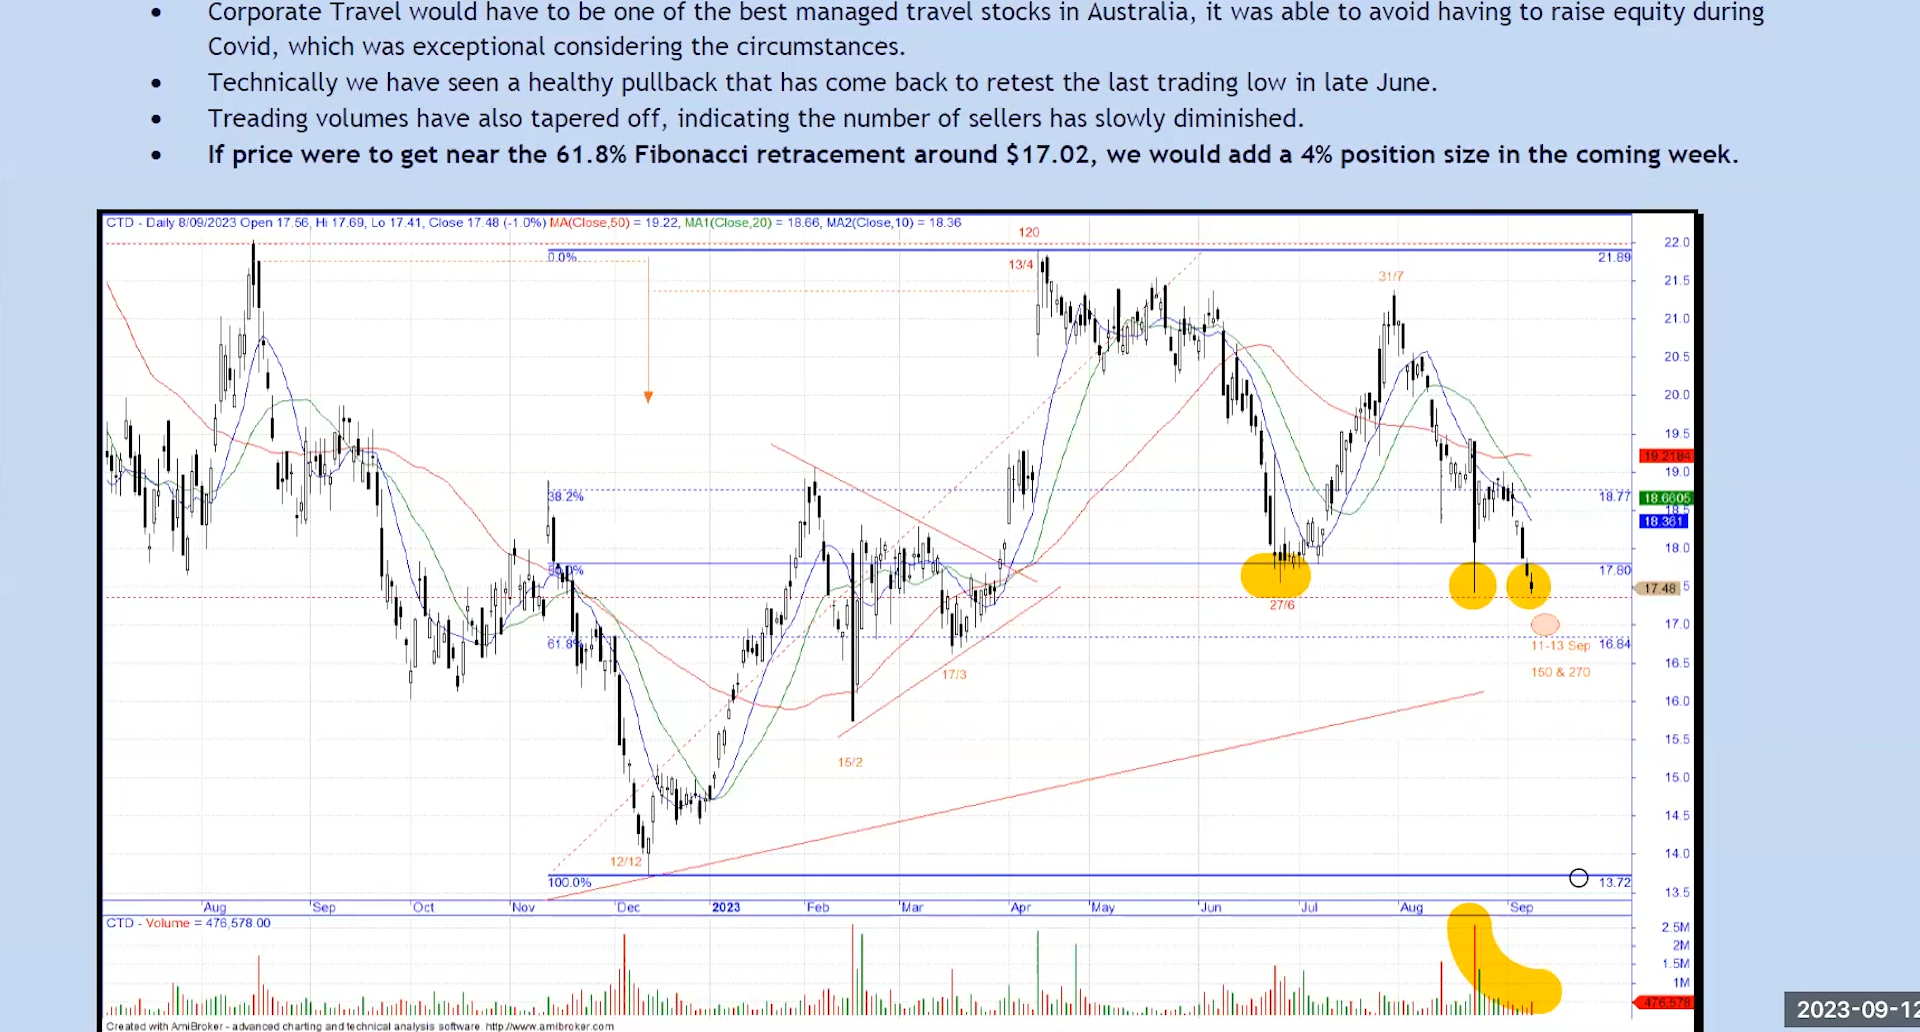 • Corporate Travel would have to be one of the best managed travel stocks in Australia, it was able to avoid having to raise equity during
Covid, which was exceptional considering the circumstances.
• Technically we have seen a healthy pullback that has come back to retest the last trading low in late June.
• Treading volumes have also tapered off, indicating the number of sellers has slowly diminished.
• If price were to get near the 61.8% Fibonacci retracement around $17.02, we would add a 4% position size in the coming week.
CTD - Daily 8/09/2023 Open 17.56, Hi 17.69, Lo 17.41, Close 17.48 (-1.0%) MA(Close,50) = 19.22, MA1(Close,20) = 18.66, MA2(Close,10) = 18.36
120
22.0
0.0%
21.89
13/4
31/7
21.5
21.0
20.5
20.0
19.5
19.2184
19.0
38.2%
18.77
18.6605
18.5
18.361
18.0
17.80
17.48
27/6
17.0
61.8%
11-13 Sep
16.84
16.5
17/3
150 & 270
16.0
15.5
15/2
15.0
14.5
14.0
12/12
100.0%
13.72
13.5
Aug Sep Oct Nov Dec 2023 Feb Mar Apr May Jun Jul Aug Sep
CTD - Volume = 476,578.00
2.5M
2M
1.5M
1M
476,578
2023-09-12
Created with AmiBroker - advanced charting and technical analysis software. http://www.amibroker.com